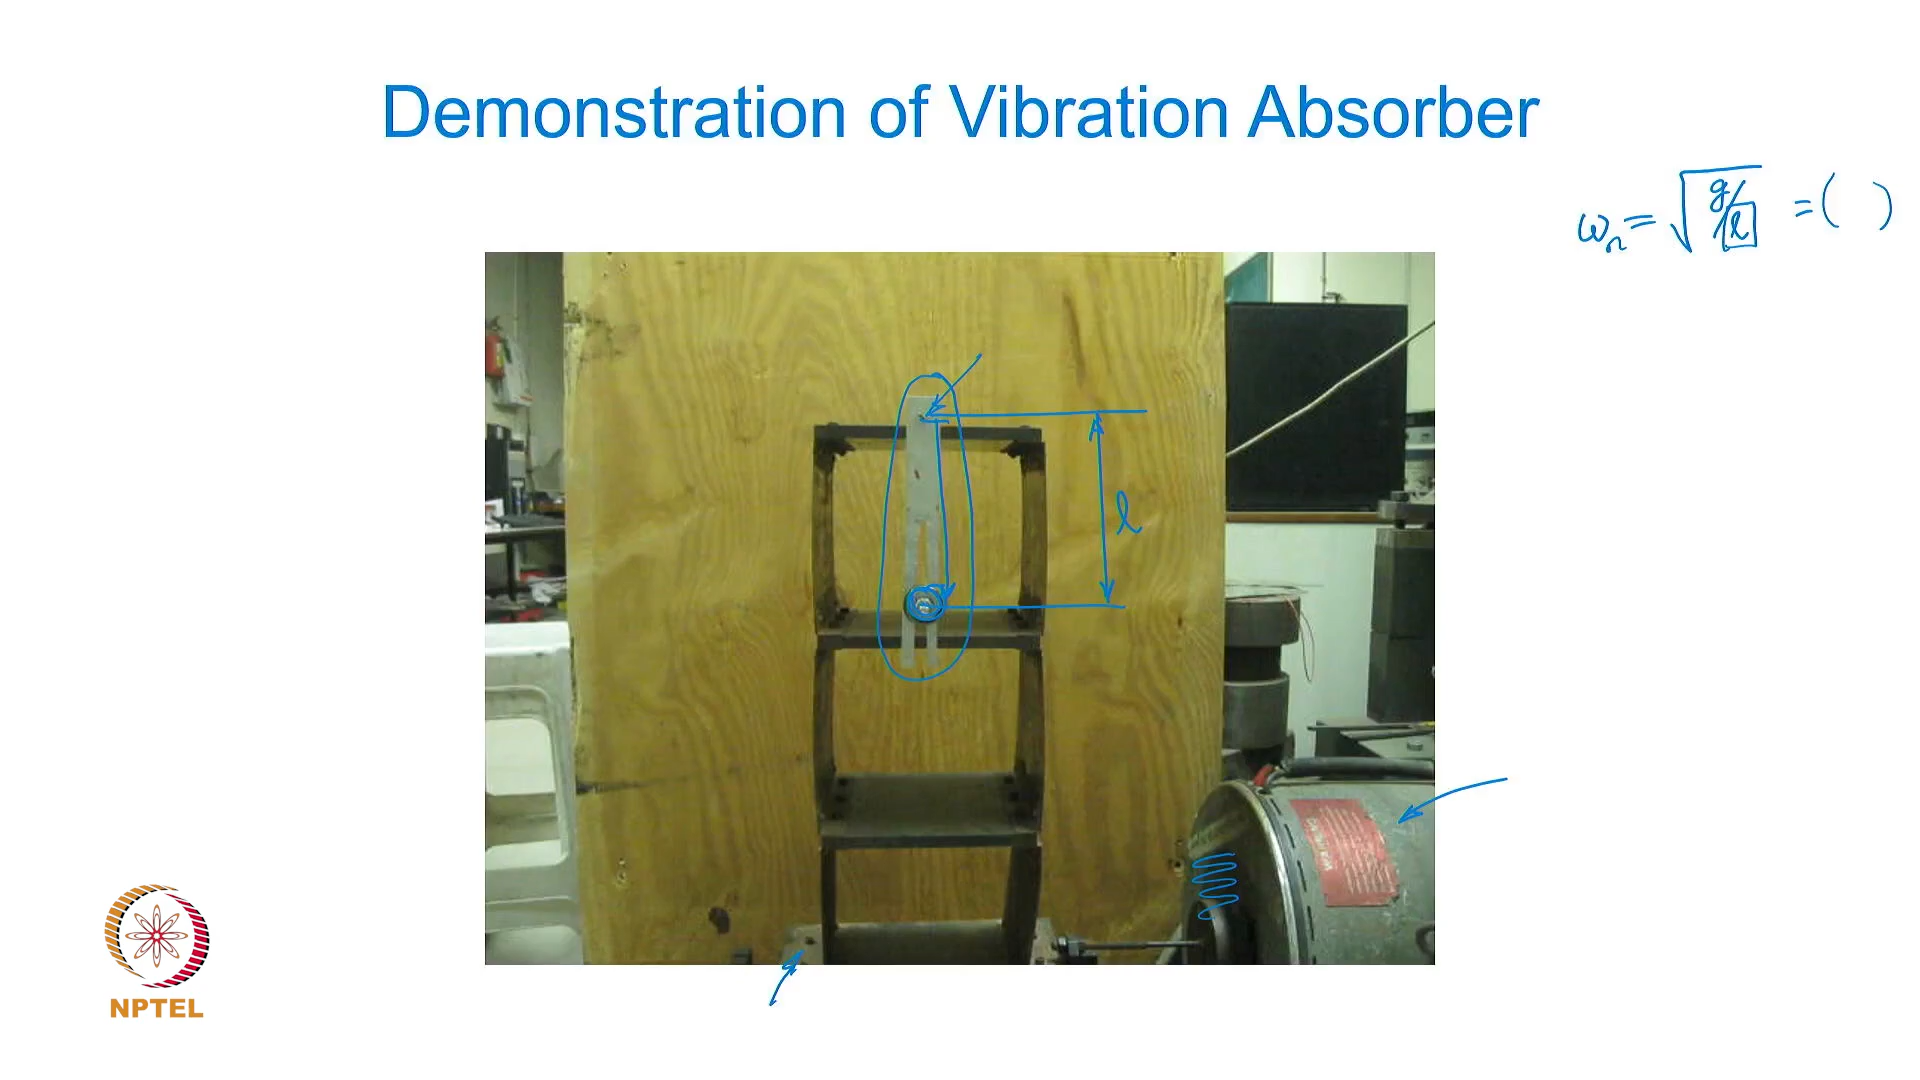 Demonstration of Vibration Absorber
ωₙ = √(g/l) = ( )
l
NPTEL